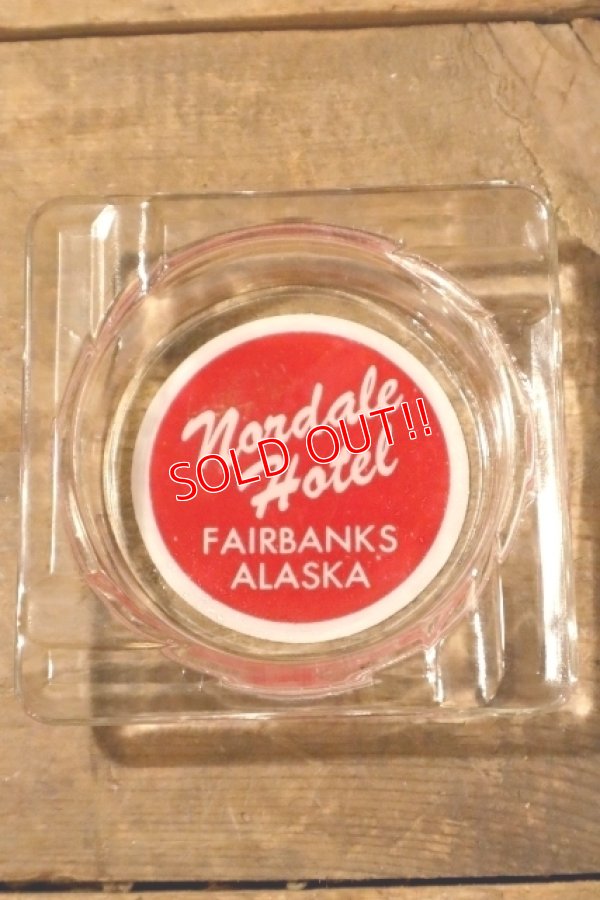 Nordale
Hotel
SOLD OUT!!
FAIRBANKS
ALASKA